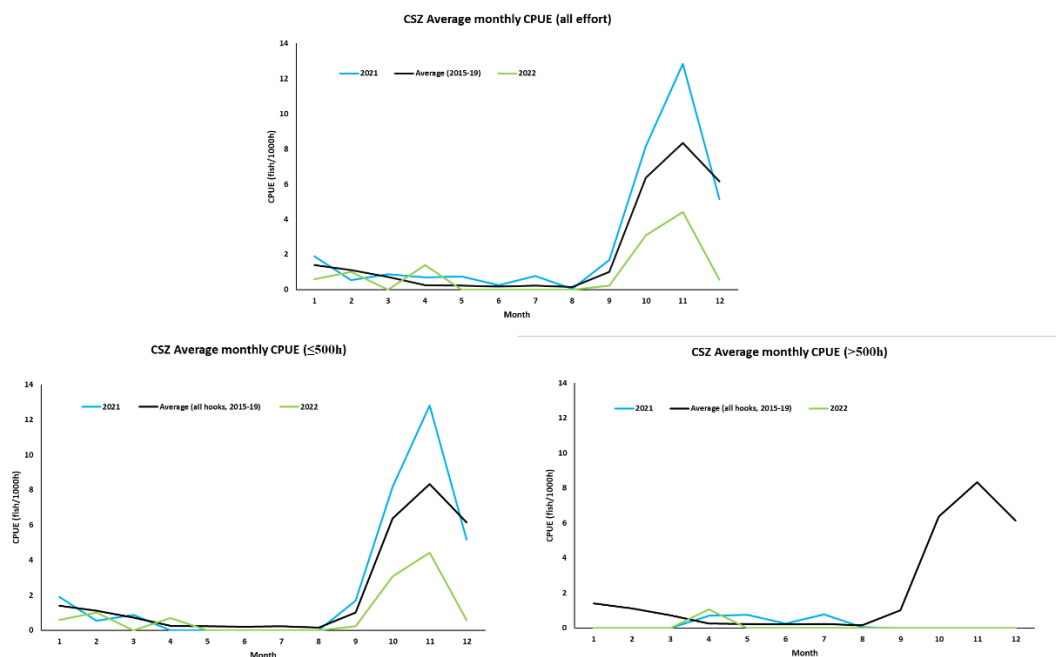 CSZ Average monthly CPUE (all effort)
14
12
10
8
6
4
2
0
CPUE (fish/1000h)
2021 Average (2015-19) 2022
1 2 3 4 5 6 7 8 9 10 11 12
Month
CSZ Average monthly CPUE (≤500h)
14
12
10
8
6
4
2
0
CPUE (fish/1000h)
2021 Average (all hooks, 2015-19) 2022
1 2 3 4 5 6 7 8 9 10 11 12
Month
CSZ Average monthly CPUE (>500h)
14
12
10
8
6
4
2
0
CPUE (fish/1000h)
2021 Average (all hooks, 2015-19) 2022
1 2 3 4 5 6 7 8 9 10 11 12
Month